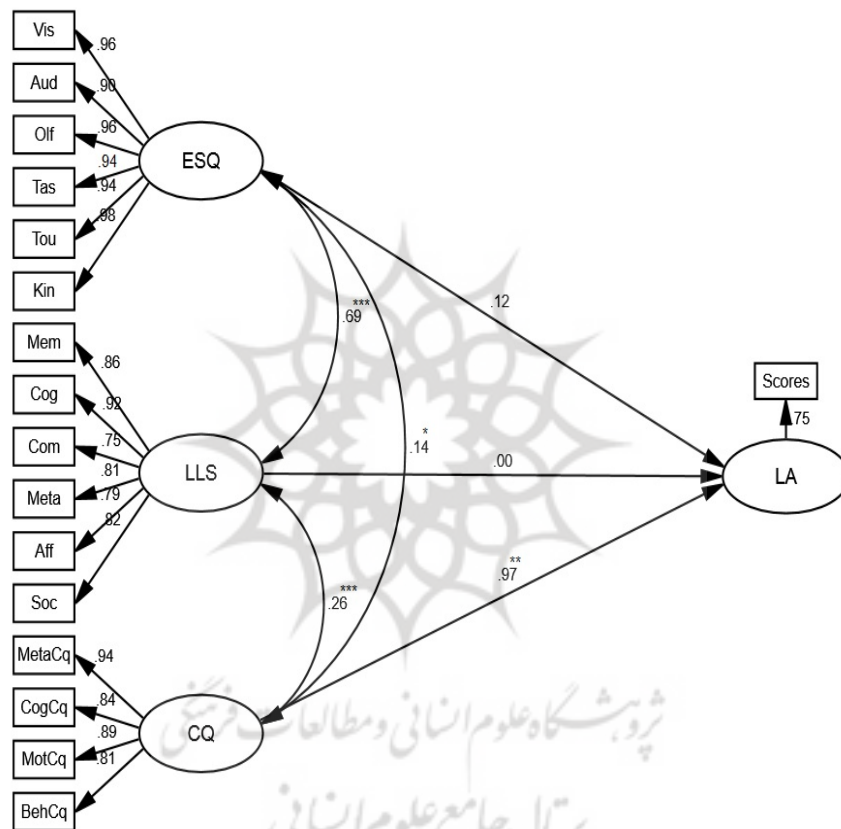 Vis
.96
Aud
.90
Olf
.96
ESQ
Tas
.94
Tou
.94
Kin
.98
.12
.69***
Mem
.86
Cog
.92
Com
.75
LLS
Meta
.81
Aff
.79
Soc
.82
.00
.14*
Scores
.75
LA
.97**
.26***
MetaCq
.94
CogCq
.84
CQ
MotCq
.89
BehCq
.81
پژوهشگاه علوم انسانی و مطالعات فرهنگی
پرتال جامع علوم انسانی